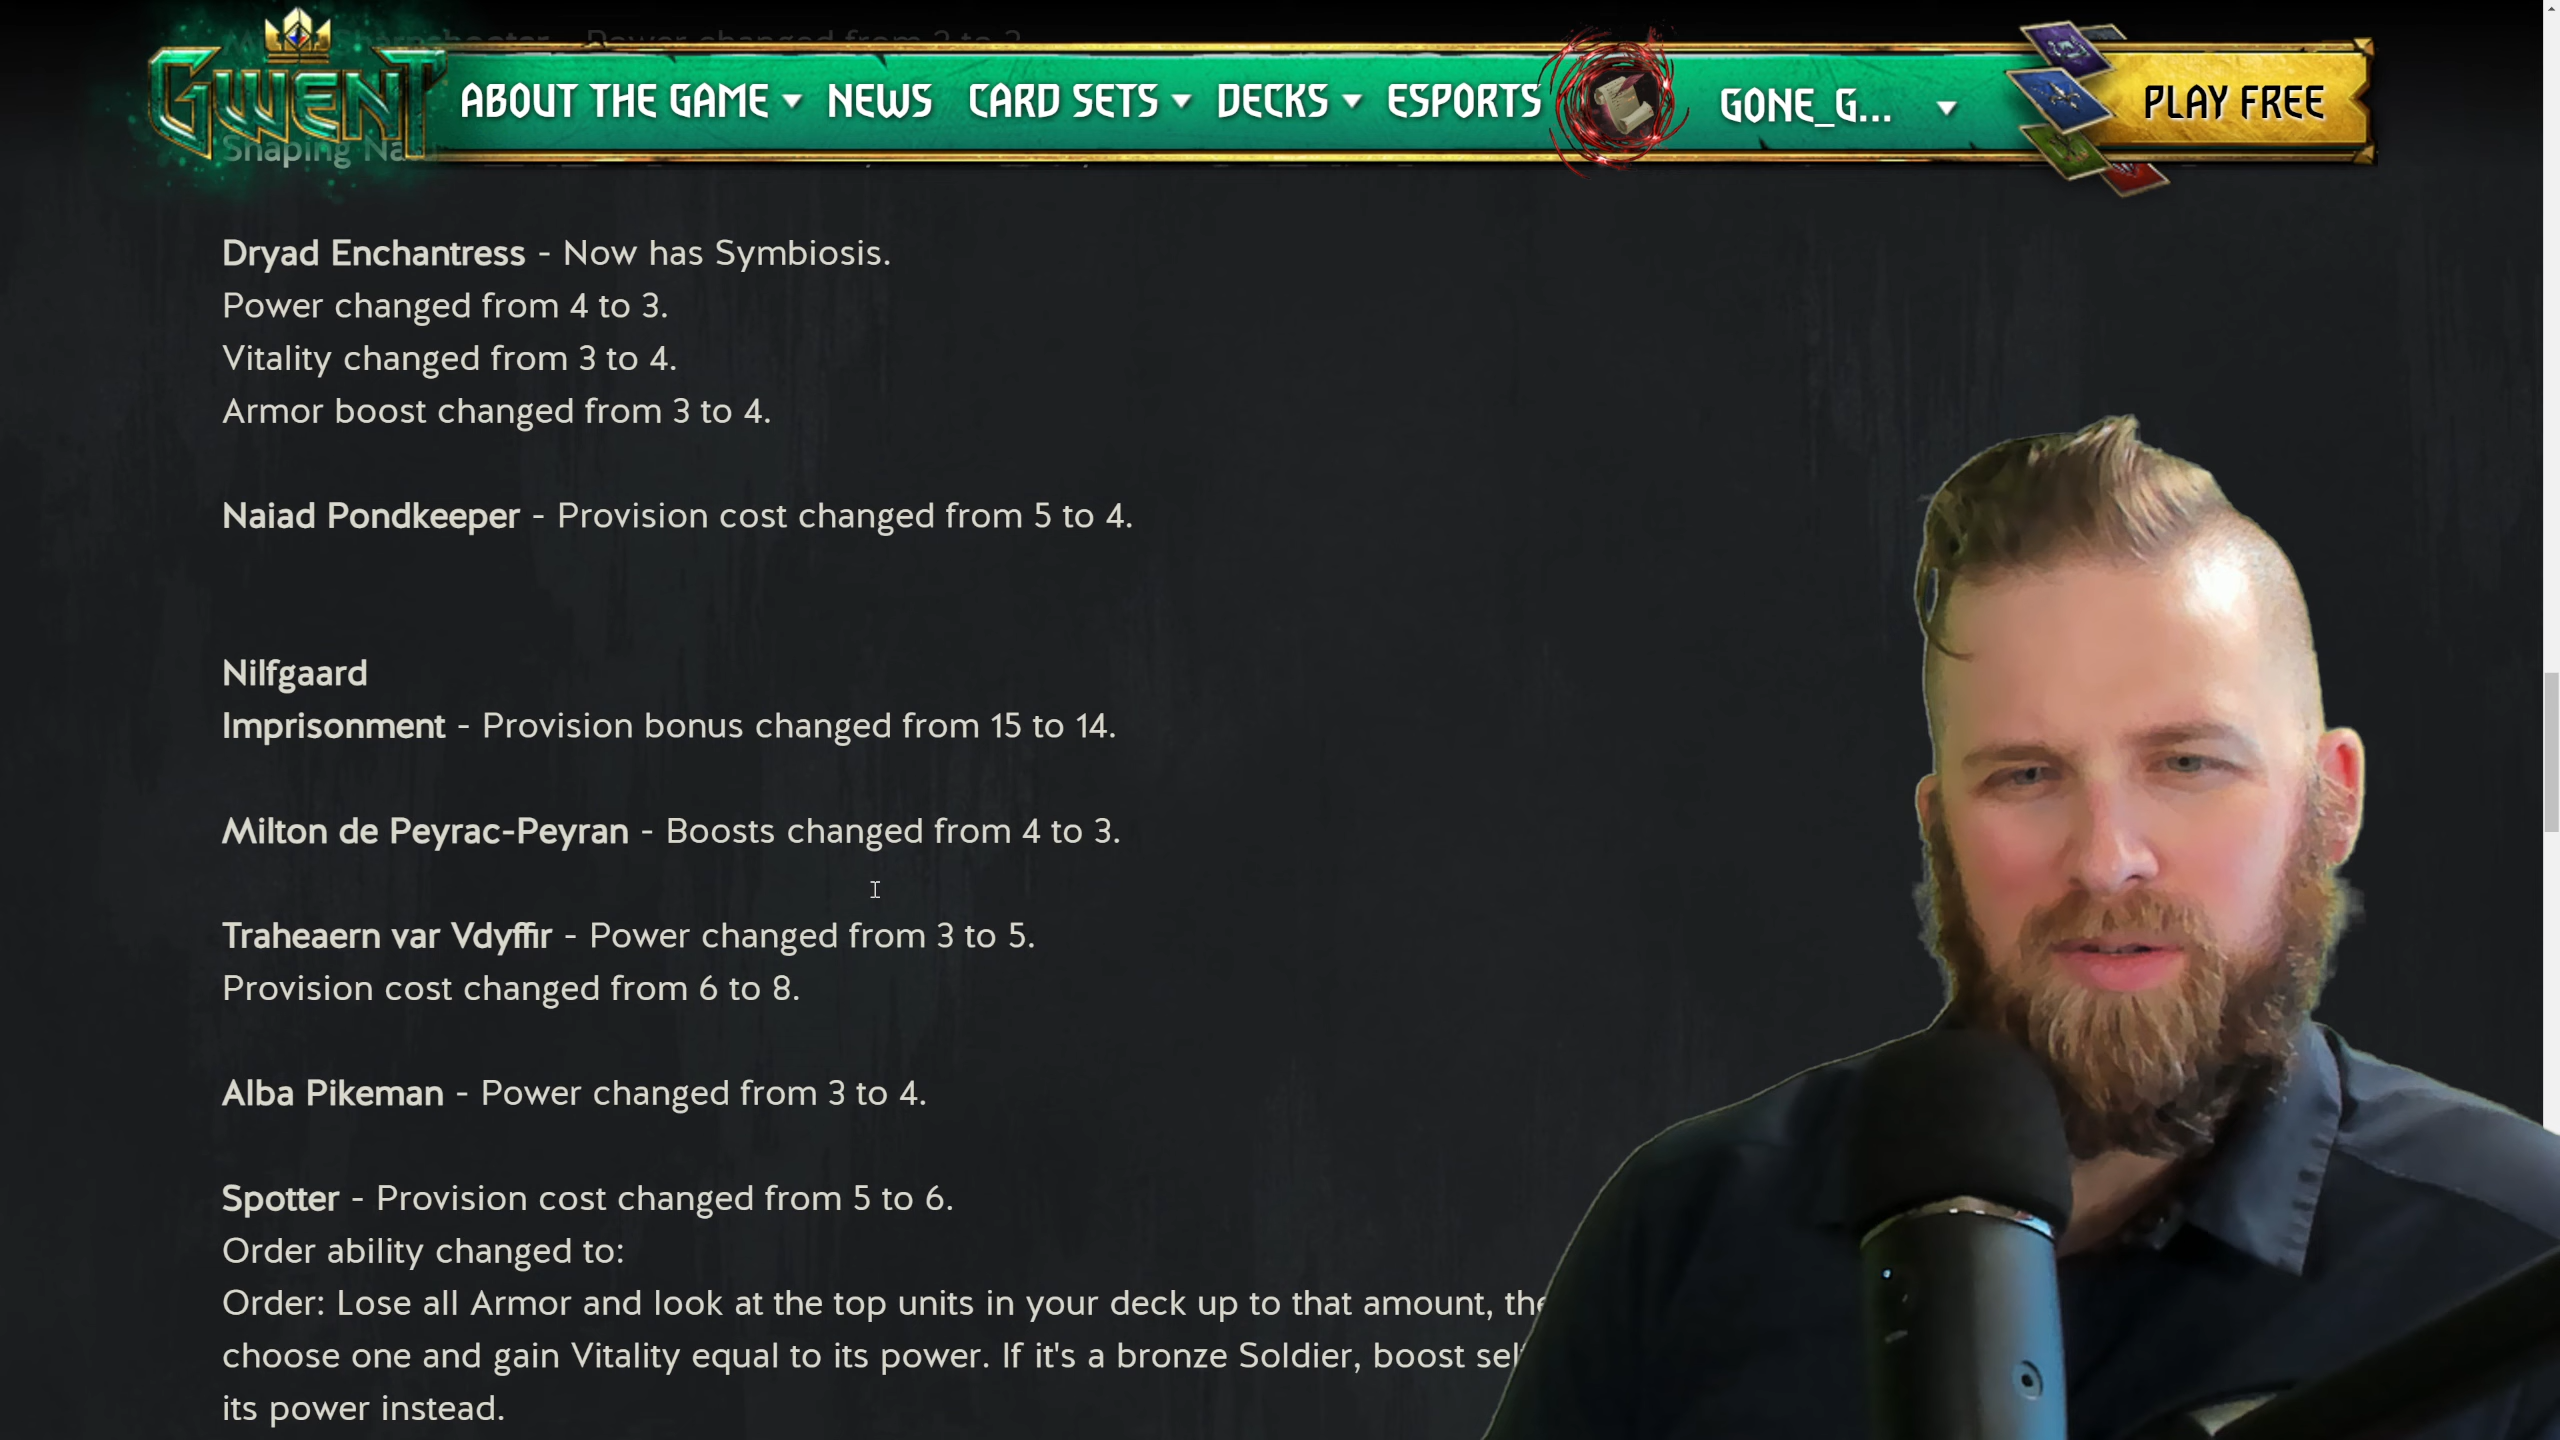 GWENT
ABOUT THE GAME
NEWS
CARD SETS
DECKS
ESPORTS
GONE_G...
PLAY FREE
Shaping Na
Dryad Enchantress - Now has Symbiosis.
Power changed from 4 to 3.
Vitality changed from 3 to 4.
Armor boost changed from 3 to 4.
Naiad Pondkeeper - Provision cost changed from 5 to 4.
Nilfgaard
Imprisonment - Provision bonus changed from 15 to 14.
Milton de Peyrac-Peyran - Boosts changed from 4 to 3.
Traheaern var Vdyffir - Power changed from 3 to 5.
Provision cost changed from 6 to 8.
Alba Pikeman - Power changed from 3 to 4.
Spotter - Provision cost changed from 5 to 6.
Order ability changed to:
Order: Lose all Armor and look at the top units in your deck up to that amount, the
choose one and gain Vitality equal to its power. If it's a bronze Soldier, boost sel
its power instead.